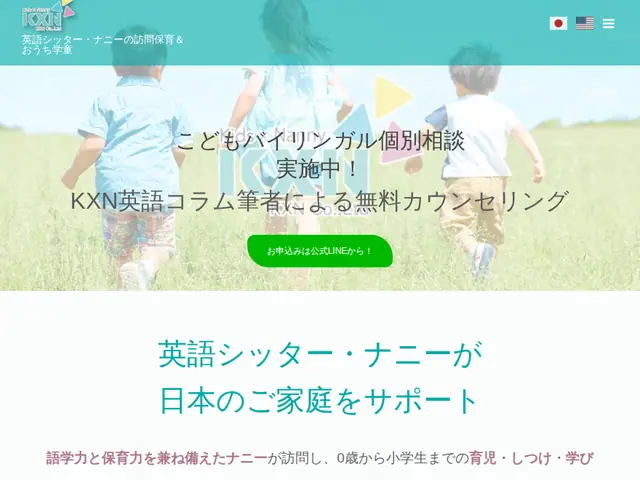 KXN
英語シッター・ナニーの訪問保育＆
おうち学童
こどもバイリンガル個別相談
実施中！
KXN英語コラム筆者による無料カウンセリング
お申込みは公式LINEから！
英語シッター・ナニーが
日本のご家庭をサポート
語学力と保育力を兼ね備えたナニーが訪問し、0歳から小学生までの育児・しつけ・学び